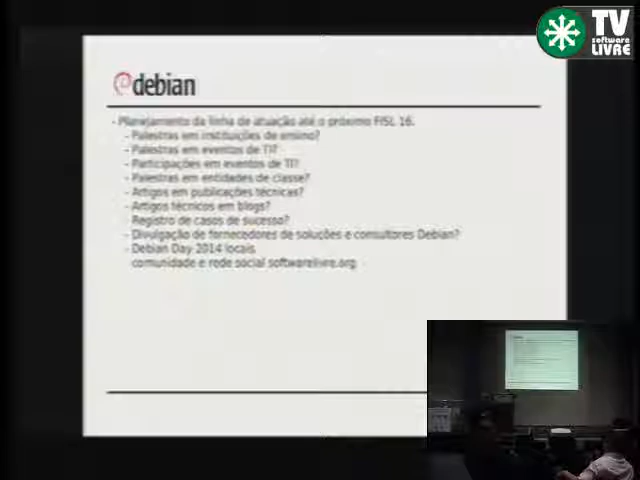 TV
software
LIVRE
debian
- Planejamento da linha de atuação até o próximo FISL 16.
- Palestras em instituições de ensino?
- Palestras em eventos de TI?
- Participações em eventos de TI?
- Palestras em entidades de classe?
- Artigos em publicações técnicas?
- Artigos técnicos em blogs?
Registro de casos de sucesso?
- Divulgação de fornecedores de soluções e consultores Debian?
- Debian Day 2014 locais
comunidade e rede social softwarelivre.org